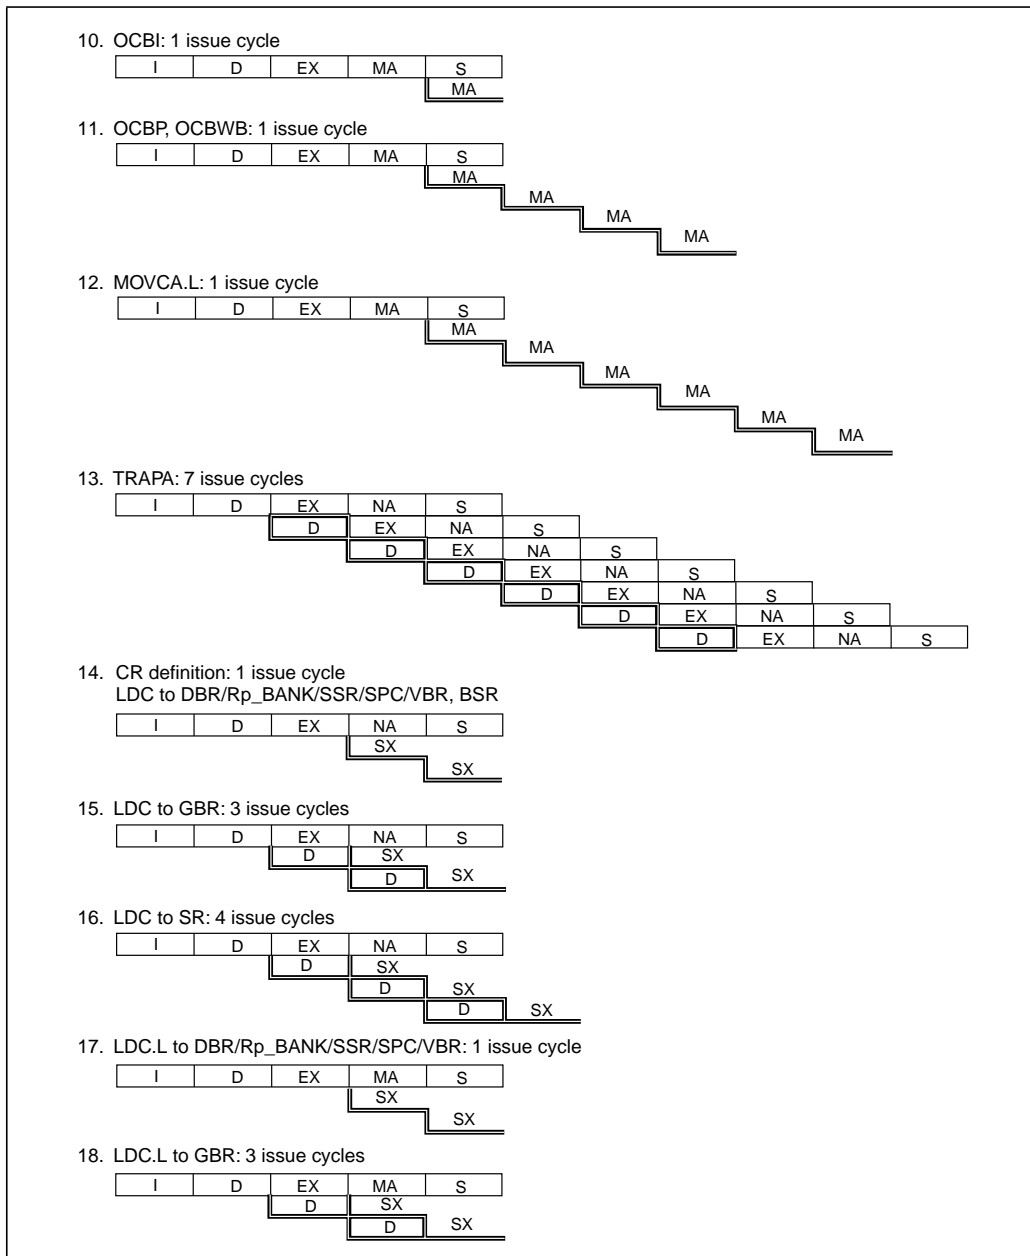 10. OCBI: 1 issue cycle
I D EX MA S
MA
11. OCBP, OCBWB: 1 issue cycle
I D EX MA S
MA
MA
MA
MA
12. MOVCA.L: 1 issue cycle
I D EX MA S
MA
MA
MA
MA
MA
MA
13. TRAPA: 7 issue cycles
I D EX NA S
D EX NA S
D EX NA S
D EX NA S
D EX NA S
D EX NA S
D EX NA S
14. CR definition: 1 issue cycle
LDC to DBR/Rp_BANK/SSR/SPC/VBR, BSR
I D EX NA S
SX
SX
15. LDC to GBR: 3 issue cycles
I D EX NA S
D SX
D SX
16. LDC to SR: 4 issue cycles
I D EX NA S
D SX
D SX
D SX
17. LDC.L to DBR/Rp_BANK/SSR/SPC/VBR: 1 issue cycle
I D EX MA S
SX
SX
18. LDC.L to GBR: 3 issue cycles
I D EX MA S
D SX
D SX